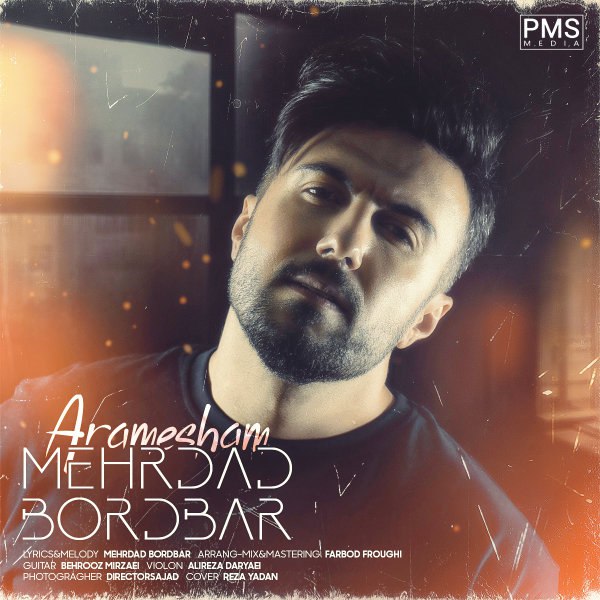 PMS
MEDIA
Aramesham
MEHRDAD
BORDBAR
LYRICS&MELODY MEHRDAD BORDBAR ARRANG-MIX&MASTERING: FARBOD FROUGHI
GUITAR BEHROOZ MIRZAEI VIOLON ALIREZA DARYAEI
PHOTOGRAGHER DIRECTORSAJAD COVER REZA YADAN